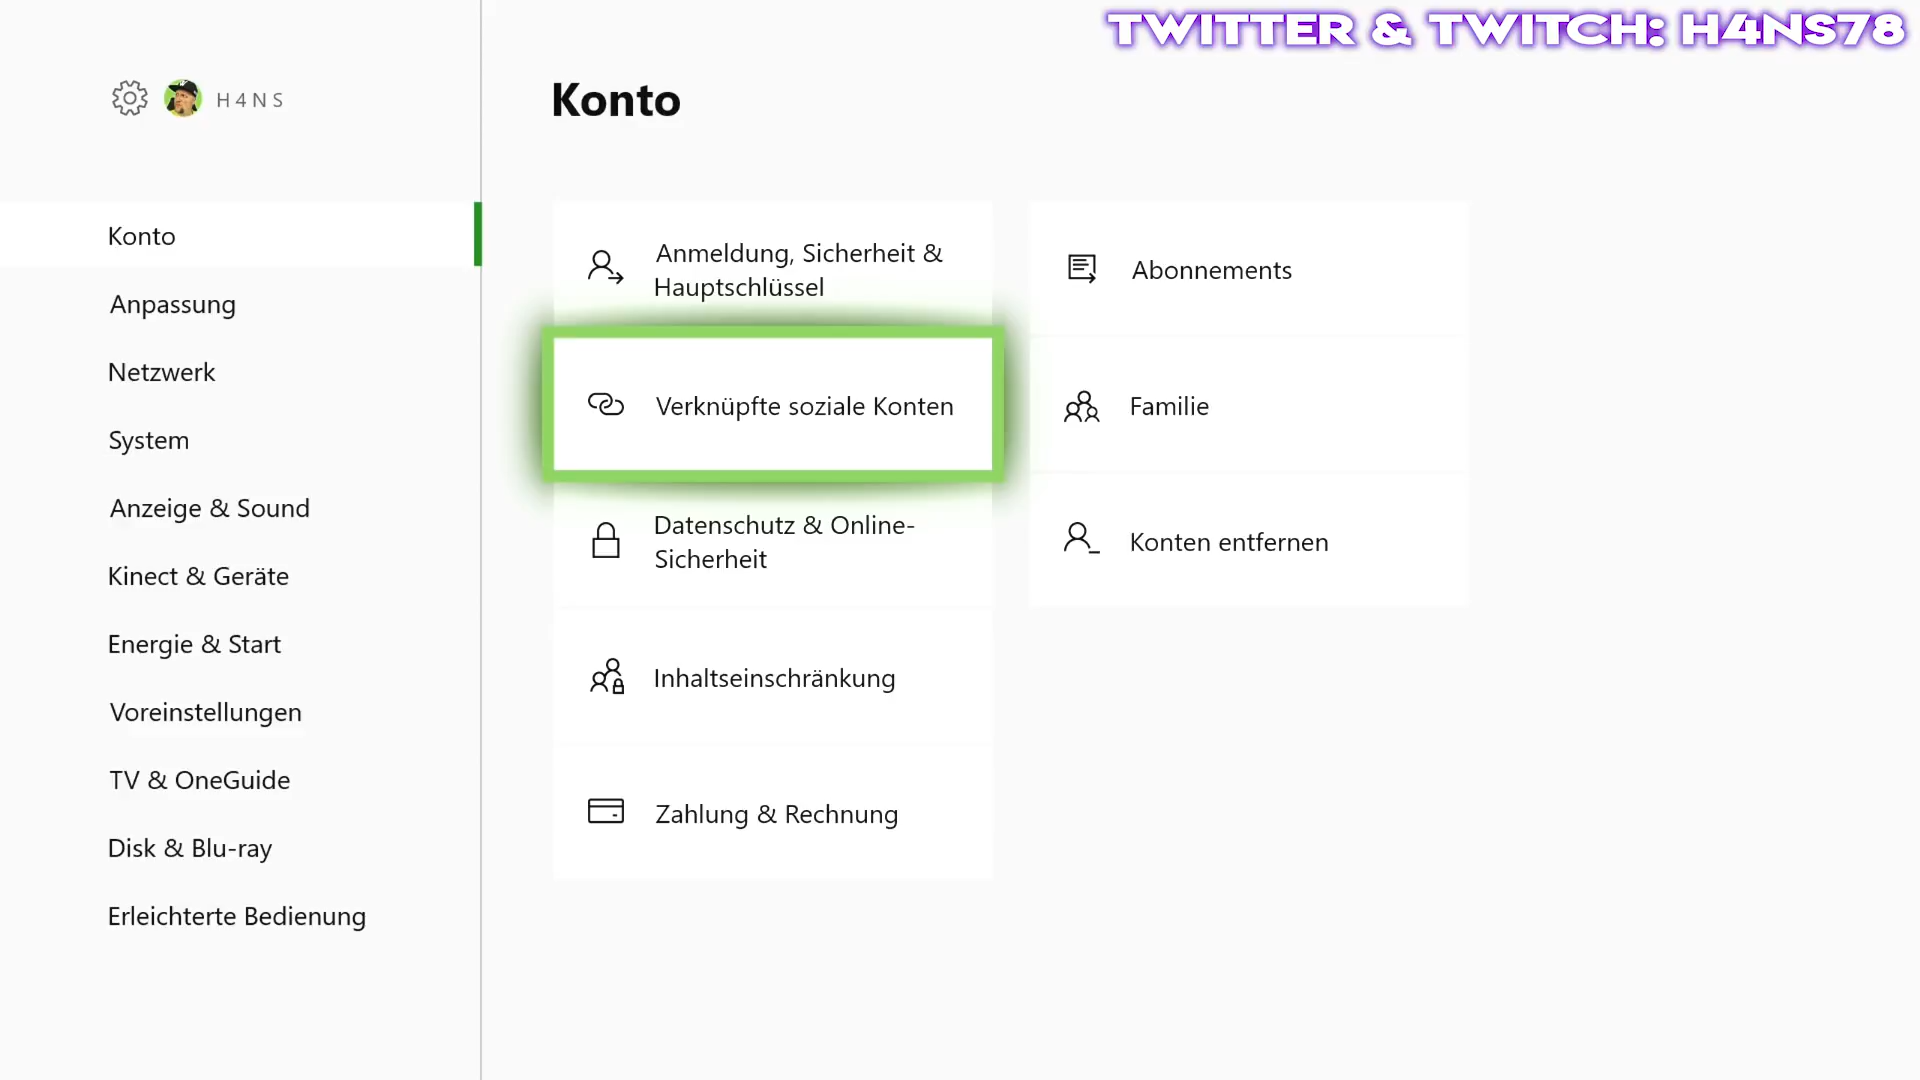 TWITTER & TWITCH: H4NS78
H4NS
Konto
Anpassung
Netzwerk
System
Anzeige & Sound
Kinect & Geräte
Energie & Start
Voreinstellungen
TV & OneGuide
Disk & Blu-ray
Erleichterte Bedienung
Konto
Anmeldung, Sicherheit &
Hauptschlüssel
Verknüpfte soziale Konten
Datenschutz & Online-
Sicherheit
Inhaltseinschränkung
Zahlung & Rechnung
Abonnements
Familie
Konten entfernen